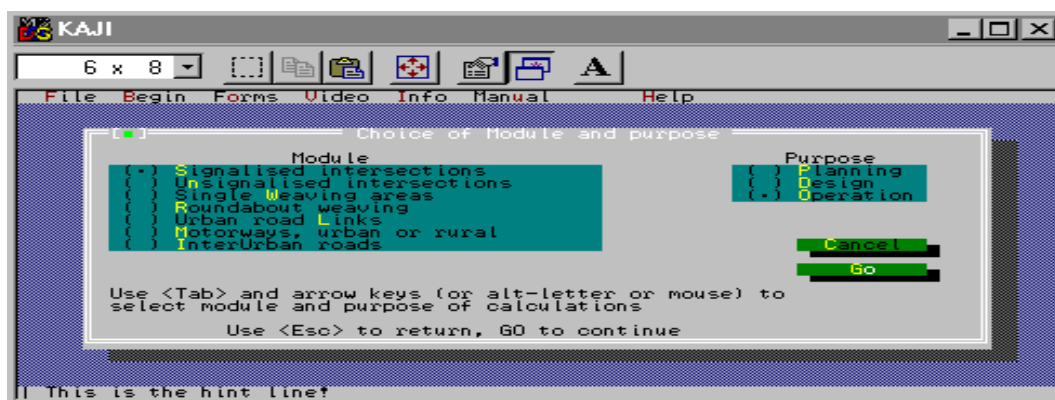 KAJI
6 x 8
A
File Begin Forms Video Info Manual Help
[■] Choice of Module and purpose
Module Purpose
(·) Signalised intersections ( ) Planning
( ) Unsignalised intersections ( ) Design
( ) Single Weaving areas (·) Operation
( ) Roundabout weaving
( ) Urban road Links
( ) Motorways, urban or rural
( ) InterUrban roads
Cancel
Go
Use <Tab> and arrow keys (or alt-letter or mouse) to
select module and purpose of calculations
Use <Esc> to return, GO to continue
|| This is the hint line!